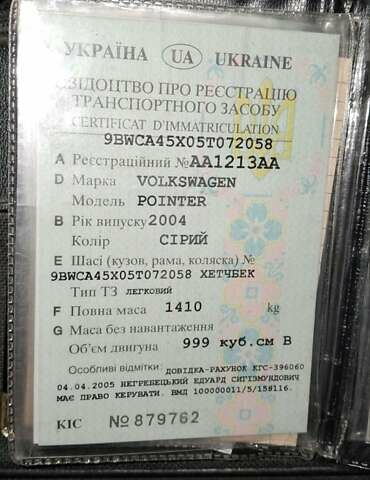 УКРАЇНА UA UKRAINE
СВІДОЦТВО ПРО РЕЄСТРАЦІЮ
ТРАНСПОРТНОГО ЗАСОБУ
CERTIFICAT D'IMMATRICULATION
9BWCA45X05T072058
A Реєстраційний № АА1213АА
D Марка VOLKSWAGEN
Модель POINTER
B Рік випуску 2004
Колір СІРИЙ
E Шасі (кузов, рама, коляска) №
9BWCA45X05T072058 ХЕТЧБЕК
Тип ТЗ ЛЕГКОВИЙ
F Повна маса 1410 kg
G Маса без навантаження
Об'єм двигуна 999 куб.см В
Особливі відмітки: ДОВІДКА-РАХУНОК КГС-396060
04.04.2005 НЕГРЕБЕЦЬКИЙ ЕДУАРД СИГІЗМУНДОВИЧ
МАЄ ПРАВО КЕРУВАТИ. ВМД 100000011/5/158116.
КІС №879762